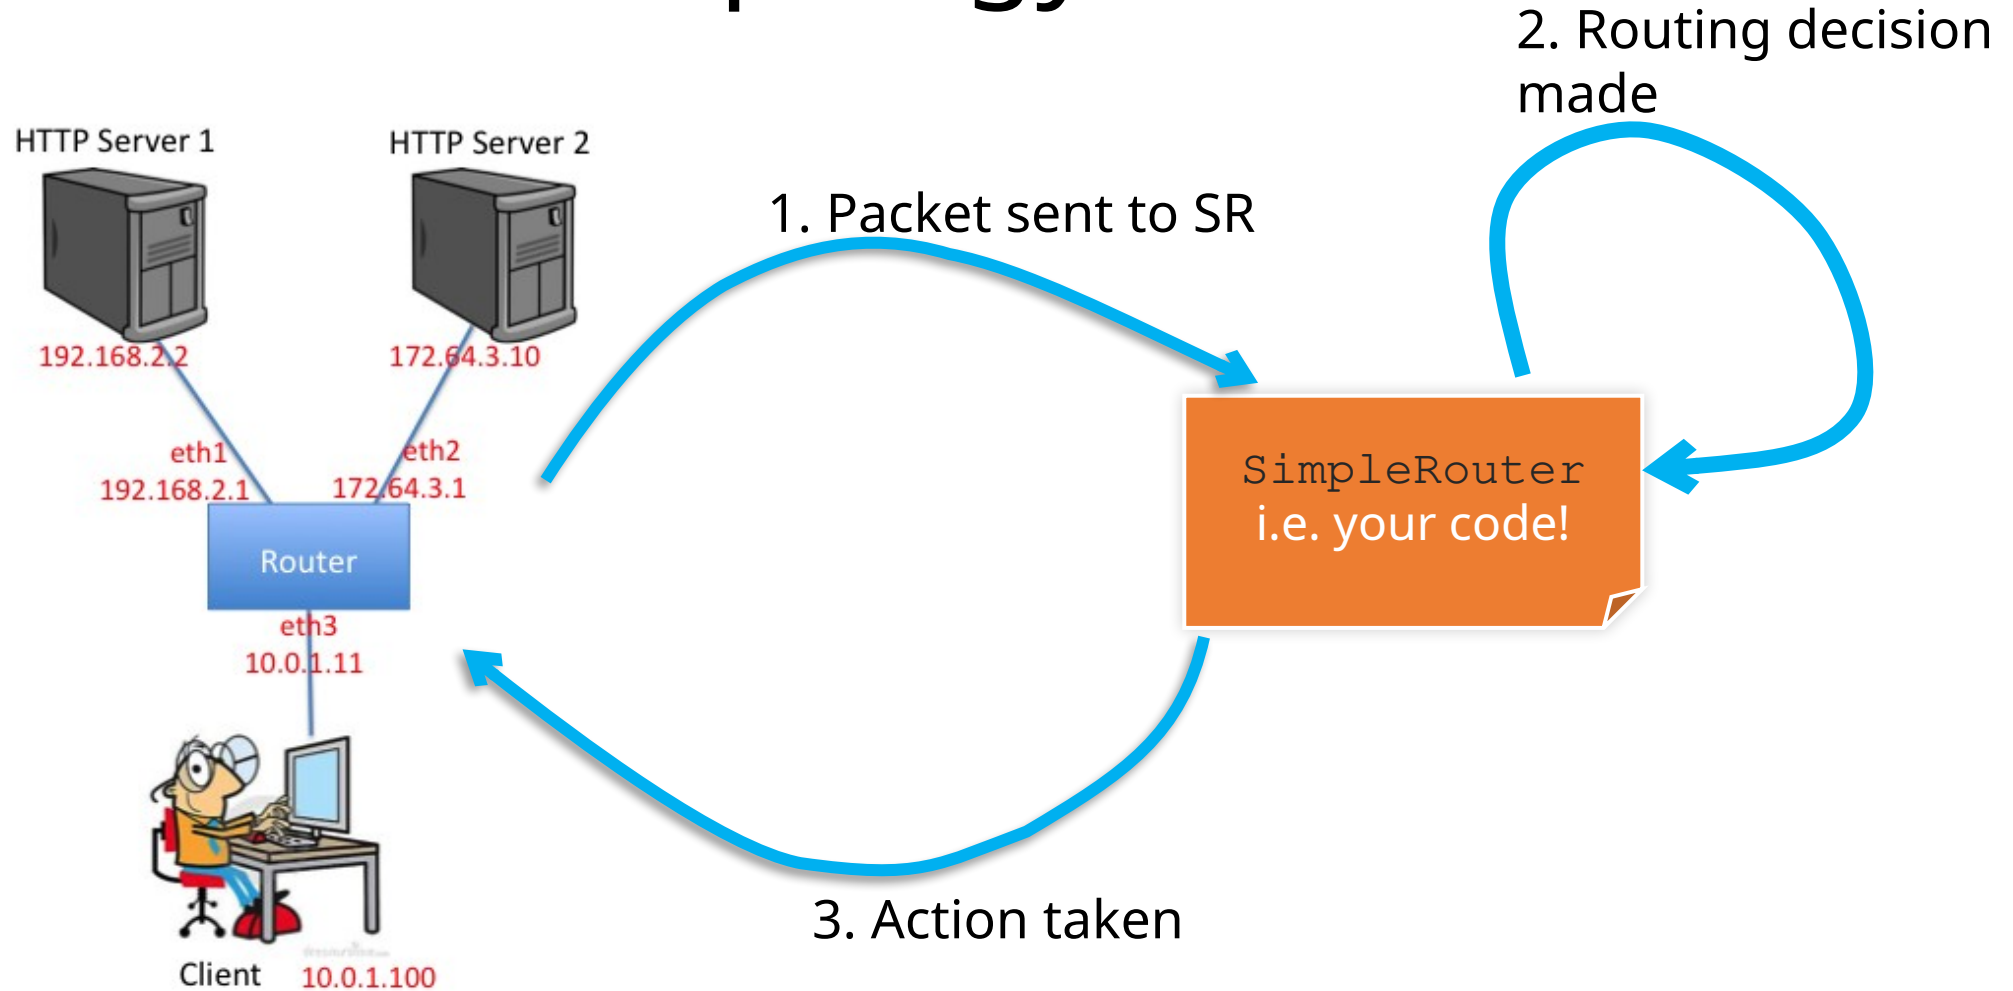 2. Routing decision
made
HTTP Server 1
HTTP Server 2
1. Packet sent to SR
192.168.2.2
172.64.3.10
eth1
192.168.2.1
eth2
172.64.3.1
SimpleRouter
i.e. your code!
Router
eth3
10.0.1.11
3. Action taken
Client
10.0.1.100